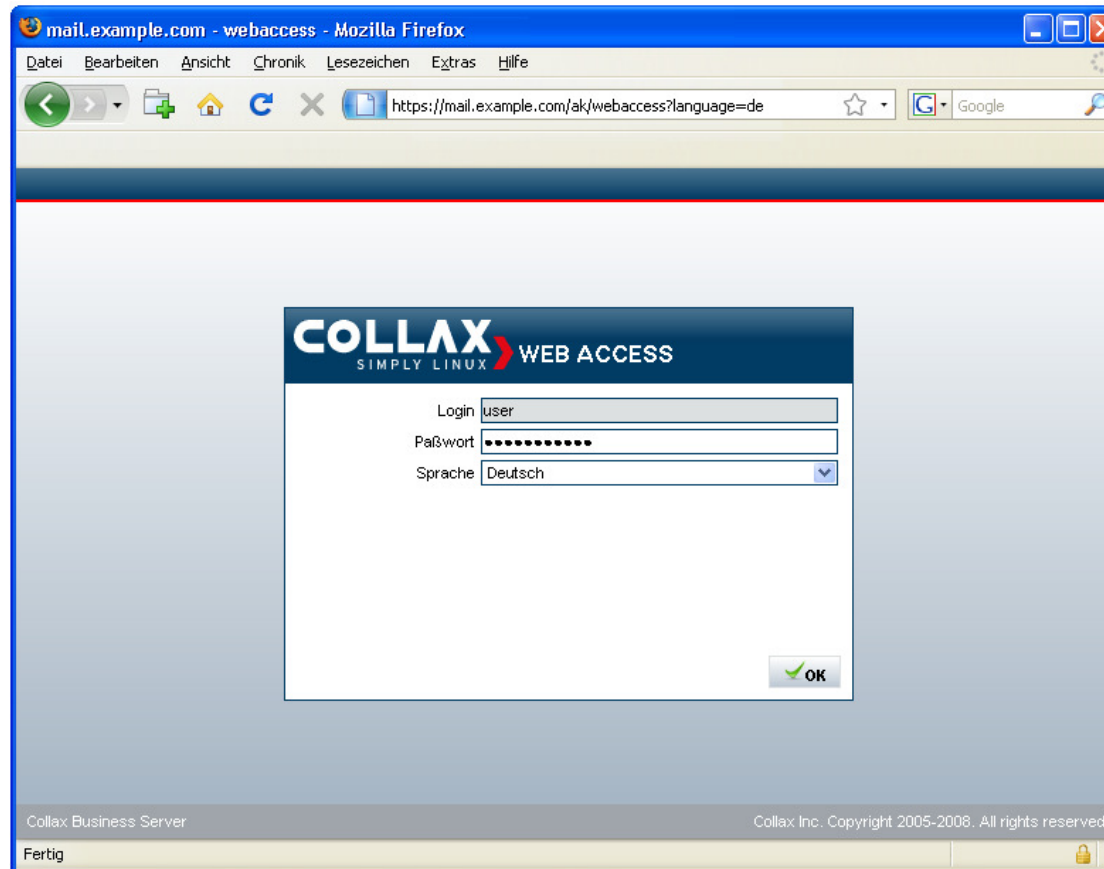 mail.example.com - webaccess - Mozilla Firefox
Datei Bearbeiten Ansicht Chronik Lesezeichen Extras Hilfe
https://mail.example.com/ak/webaccess?language=de G Google
COLLAX
SIMPLY LINUX WEB ACCESS
Login user
Paßwort •••••••••••
Sprache Deutsch
OK
Collax Business Server Collax Inc. Copyright 2005-2008. All rights reserved
Fertig